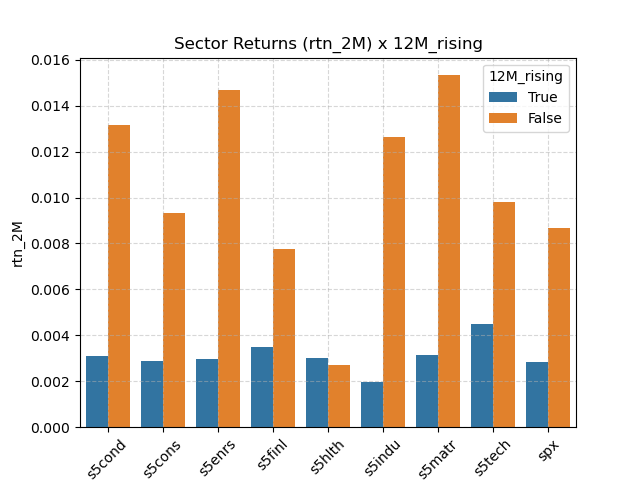 Sector Returns (rtn_2M) x 12M_rising
0.016
0.014
0.012
0.010
0.008
0.006
0.004
0.002
0.000
rtn_2M
12M_rising
True
False
s5cond
s5cons
s5enrs
s5finl
s5hlth
s5indu
s5matr
s5tech
spx